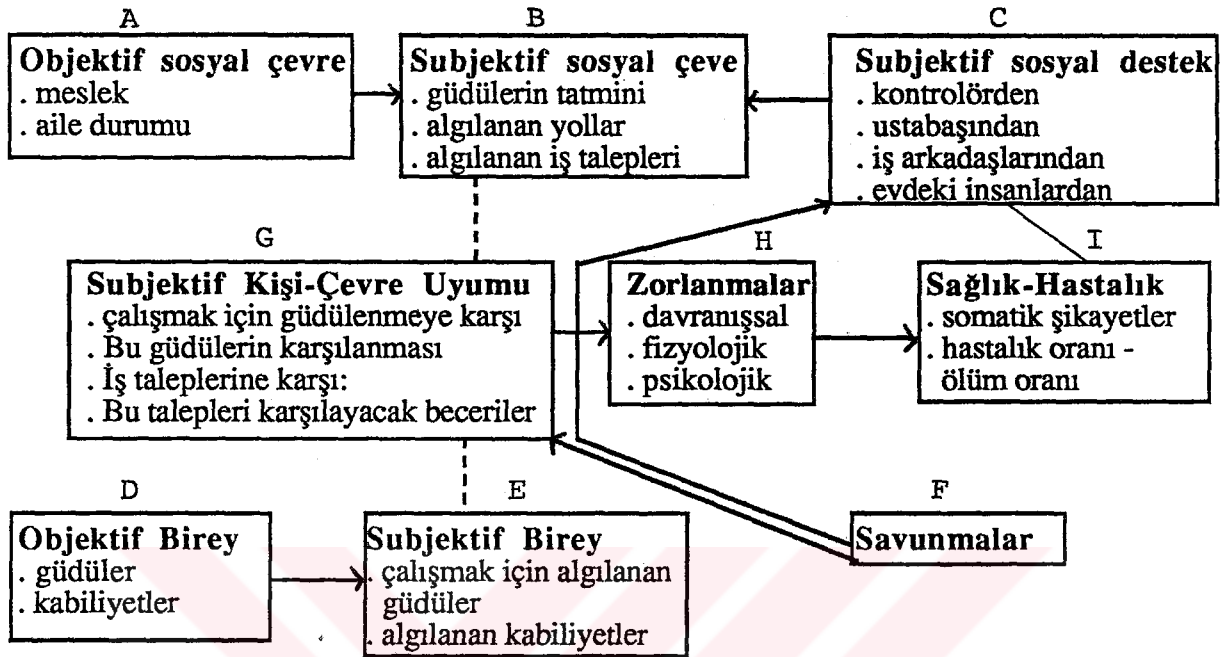 A
Objektif sosyal çevre
. meslek
. aile durumu
B
Subjektif sosyal çeve
. güdülerin tatmini
. algılanan yollar
. algılanan iş talepleri
C
Subjektif sosyal destek
. kontrolörden
. ustabaşından
. iş arkadaşlarından
. evdeki insanlardan
G
Subjektif Kişi-Çevre Uyumu
. çalışmak için güdülenmeye karşı
. Bu güdülerin karşılanması
. İş taleplerine karşı:
. Bu talepleri karşılayacak beceriler
H
Zorlanmalar
. davranışsal
. fizyolojik
. psikolojik
I
Sağlık-Hastalık
. somatik şikayetler
. hastalık oranı -
ölüm oranı
D
Objektif Birey
. güdüler
. kabiliyetler
E
Subjektif Birey
. çalışmak için algılanan
güdüler
. algılanan kabiliyetler
F
Savunmalar